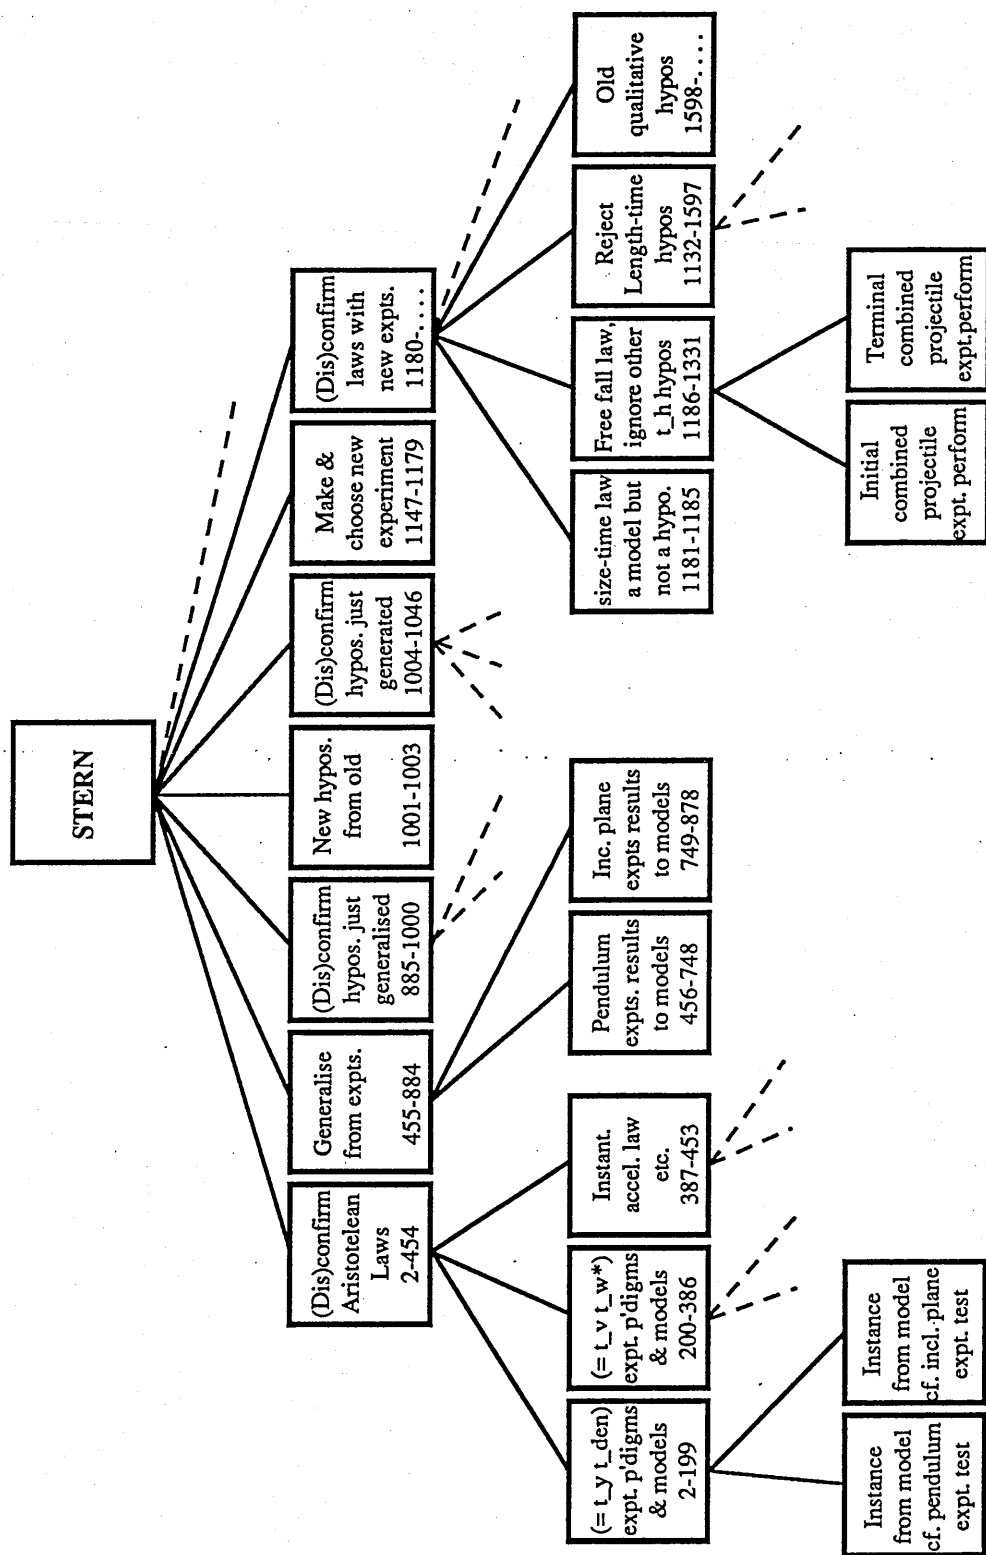 STERN
(Dis)confirm
Aristotelean
Laws
2-454
Generalise
from expts.
455-884
(Dis)confirm
hypos. just
generalised
885-1000
New hypos.
from old
1001-1003
(Dis)confirm
hypos. just
generated
1004-1046
Make &
choose new
experiment
1147-1179
(Dis)confirm
laws with
new expts.
1180-.....
(= t_y t_den)
expt. p'digms
& models
2-199
(= t_v t_w*)
expt. p'digms
& models
200-386
Instant.
accel. law
etc.
387-453
Pendulum
expts. results
to models
456-748
Inc. plane
expts results
to models
749-878
size-time law
a model but
not a hypo.
1181-1185
Free fall law,
ignore other
t_h hypos
1186-1331
Reject
Length-time
hypos
1132-1597
Old
qualitative
hypos
1598-.....
Instance
from model
cf. pendulum
expt. test
Instance
from model
cf. incl. plane
expt. test
Initial
combined
projectile
expt. perform
Terminal
combined
projectile
expt.perform